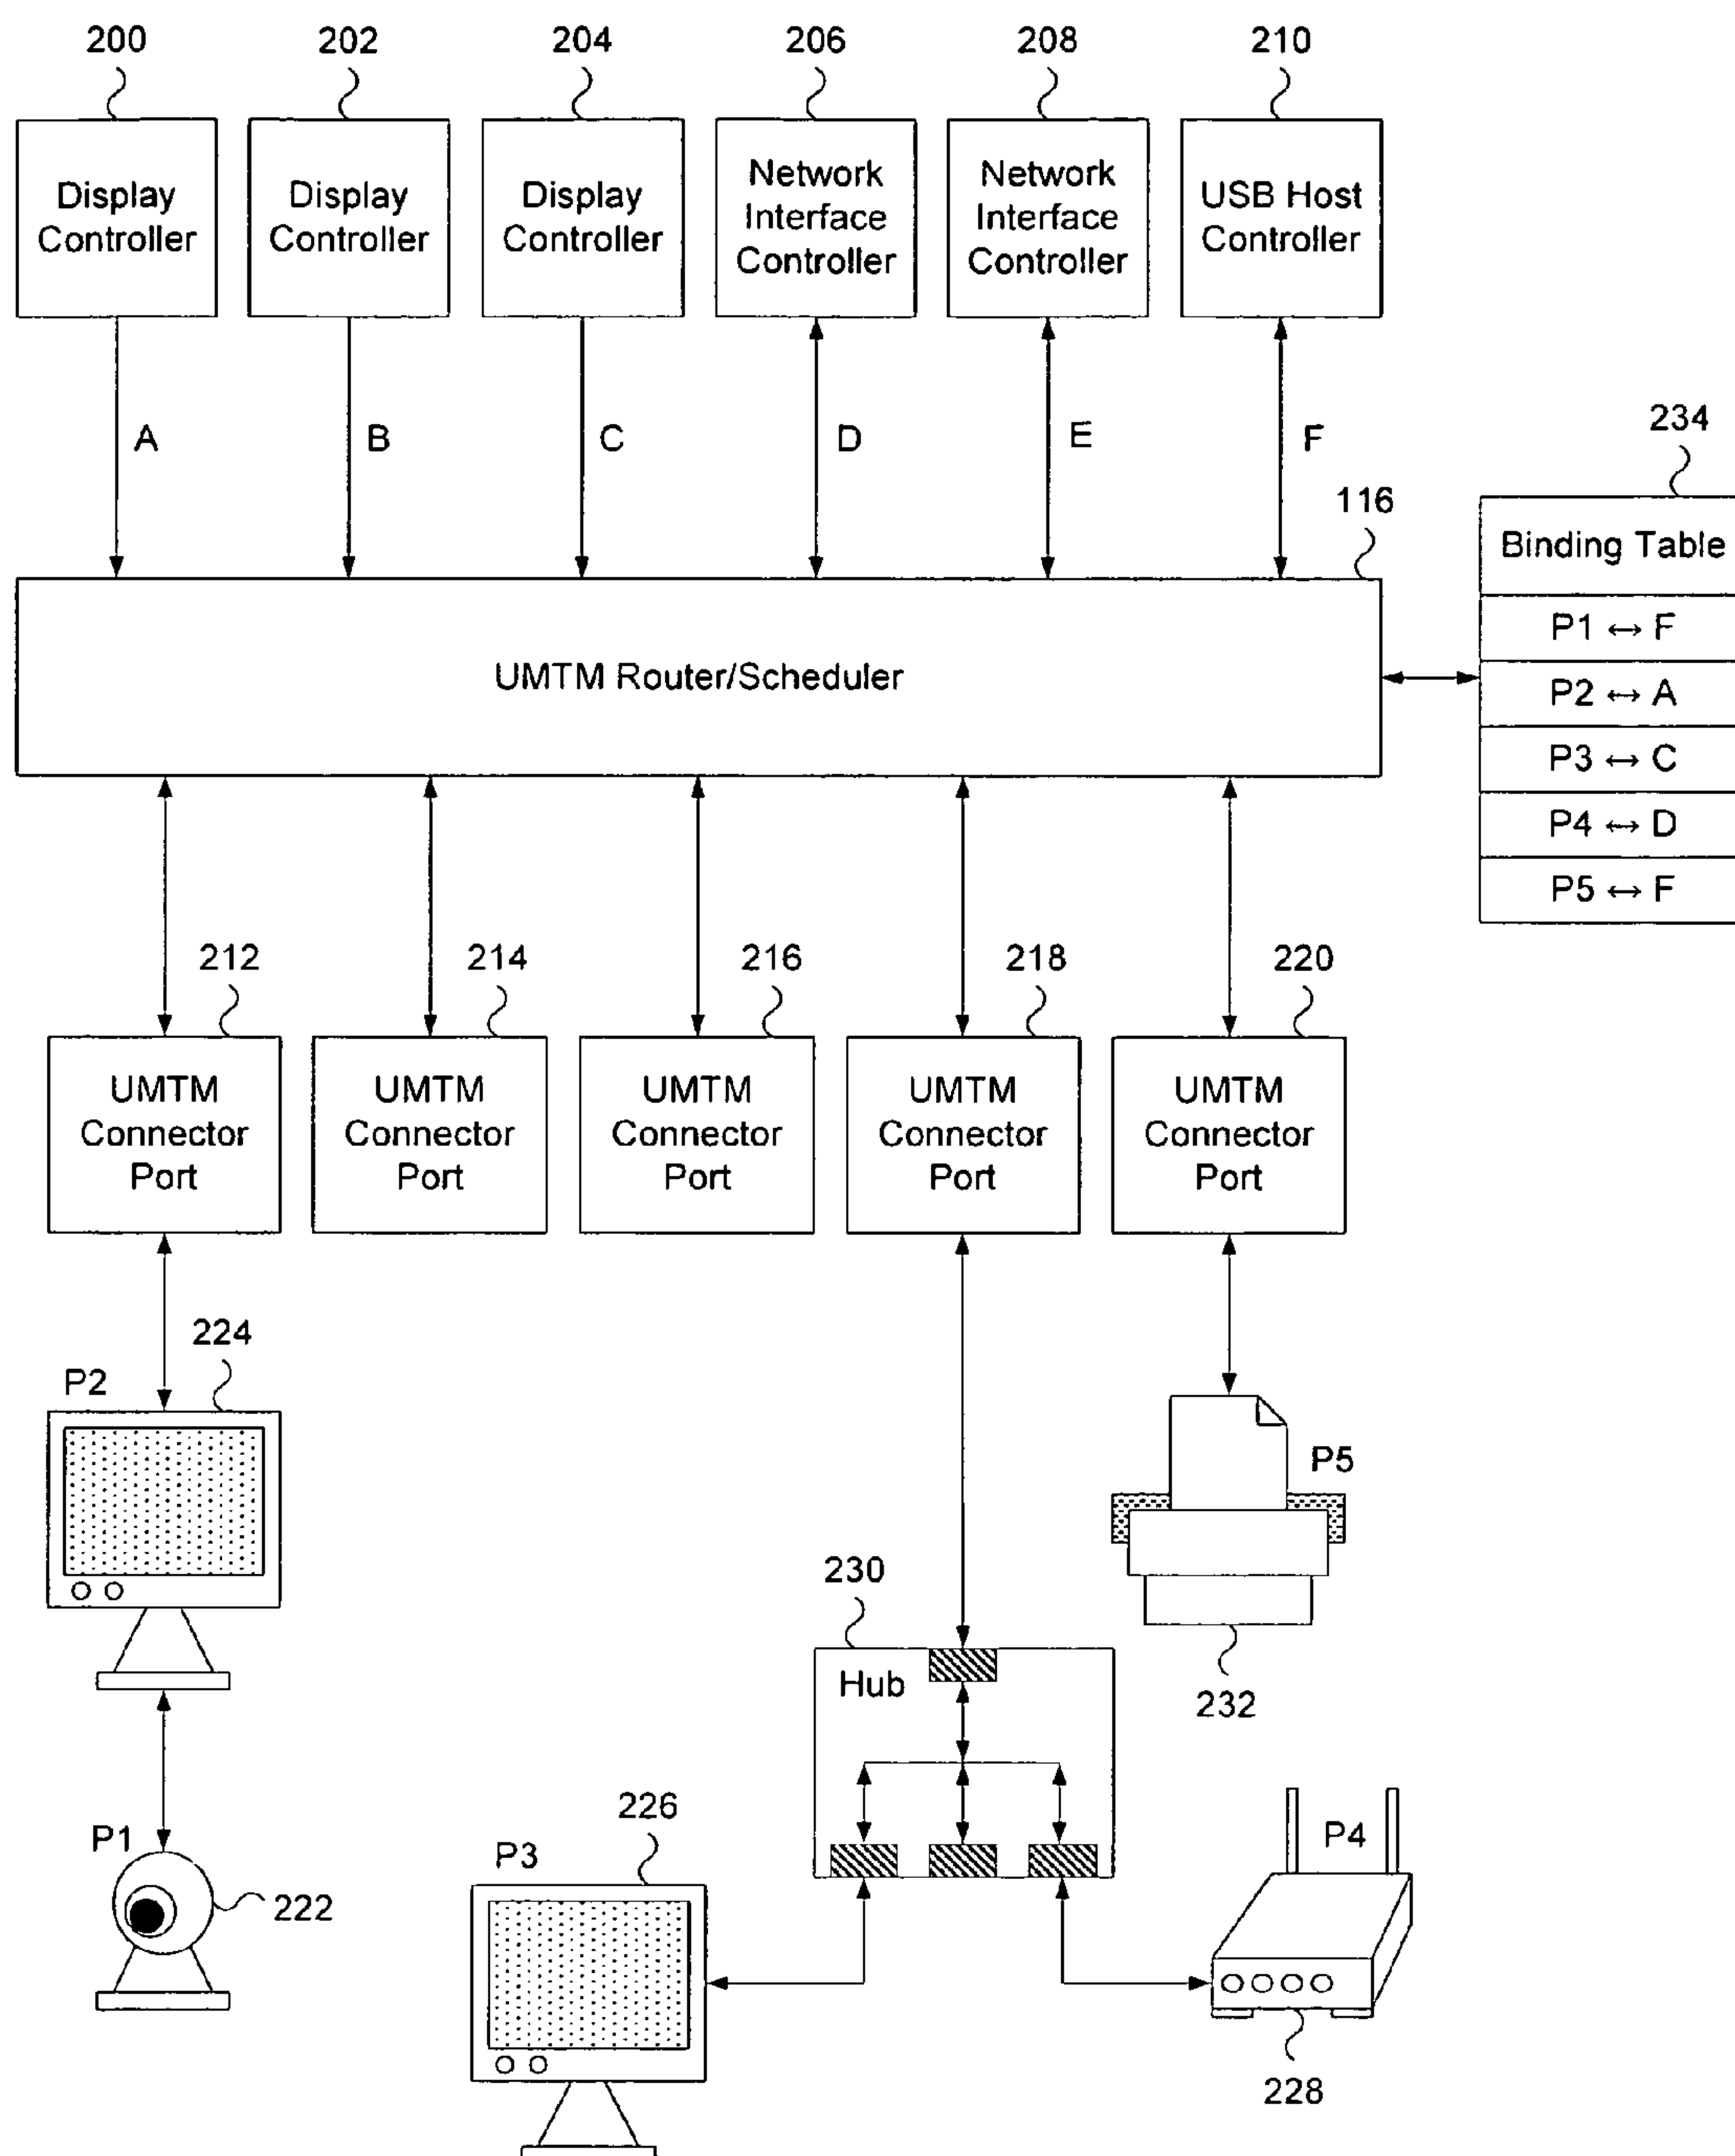 200 202 204 206 208 210
Display Controller
Display Controller
Display Controller
Network Interface Controller
Network Interface Controller
USB Host Controller
A B C D E F
234
116
Binding Table
P1 ↔ F
P2 ↔ A
P3 ↔ C
P4 ↔ D
P5 ↔ F
UMTM Router/Scheduler
212 214 216 218 220
UMTM Connector Port
UMTM Connector Port
UMTM Connector Port
UMTM Connector Port
UMTM Connector Port
224
P2
P5
230
Hub
232
226
P1
P3
P4
222
228